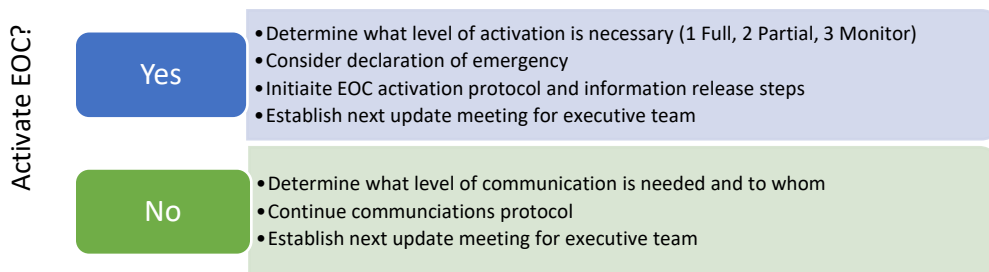 Activate EOC?
Yes
•Determine what level of activation is necessary (1 Full, 2 Partial, 3 Monitor)
•Consider declaration of emergency
•Initiaite EOC activation protocol and information release steps
•Establish next update meeting for executive team
No
•Determine what level of communication is needed and to whom
•Continue communciations protocol
•Establish next update meeting for executive team